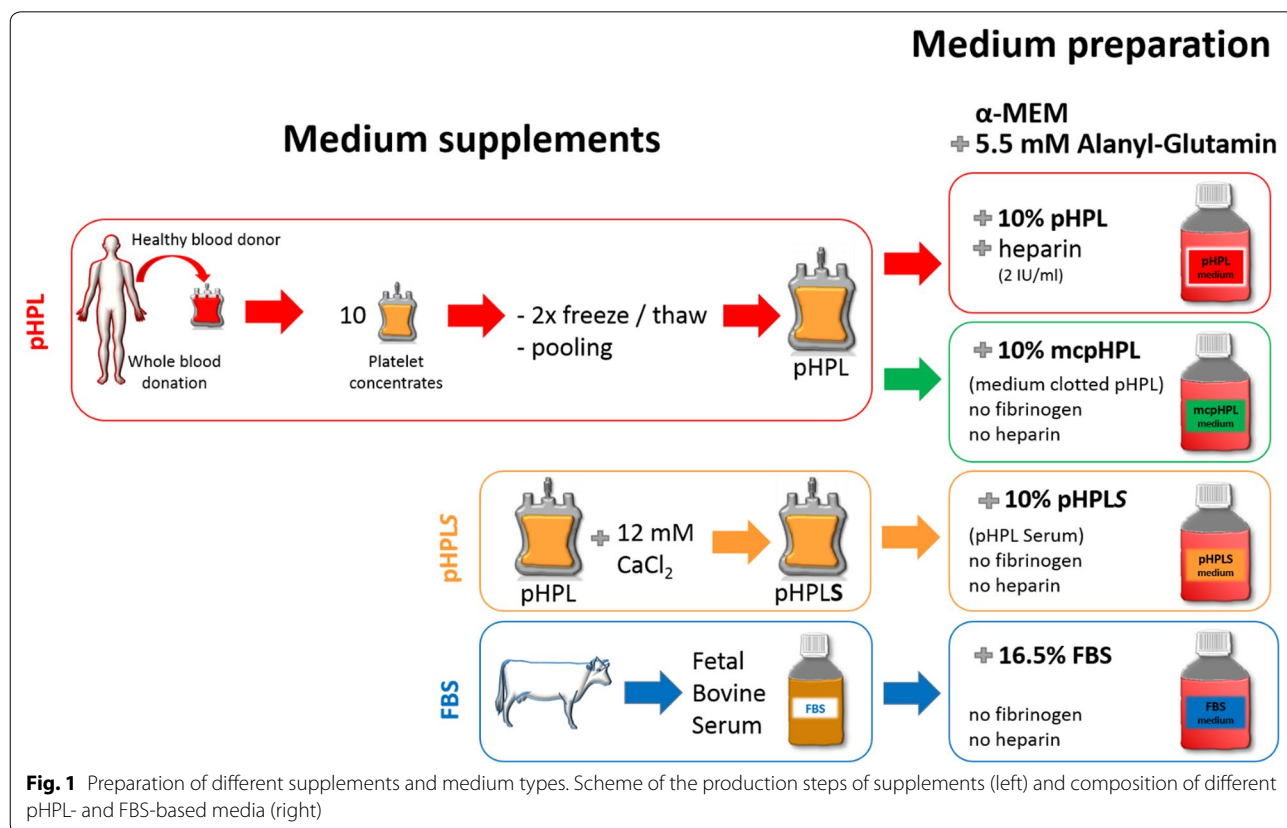 Medium preparation
Medium supplements
α-MEM
+ 5.5 mM Alanyl-Glutamin
pHPL
Healthy blood donor
Whole blood
donation
10
Platelet
concentrates
- 2x freeze / thaw
- pooling
pHPL
+ 10% pHPL
+ heparin
(2 IU/ml)
pHPL
medium
+ 10% mcpHPL
(medium clotted pHPL)
no fibrinogen
no heparin
mcpHPL
medium
pHPLS
pHPL
+ 12 mM
CaCl₂
pHPLS
+ 10% pHPLS
(pHPL Serum)
no fibrinogen
no heparin
pHPLS
medium
FBS
Fetal
Bovine
Serum
FBS
+ 16.5% FBS
no fibrinogen
no heparin
FBS
medium
Fig. 1 Preparation of different supplements and medium types. Scheme of the production steps of supplements (left) and composition of different
pHPL- and FBS-based media (right)